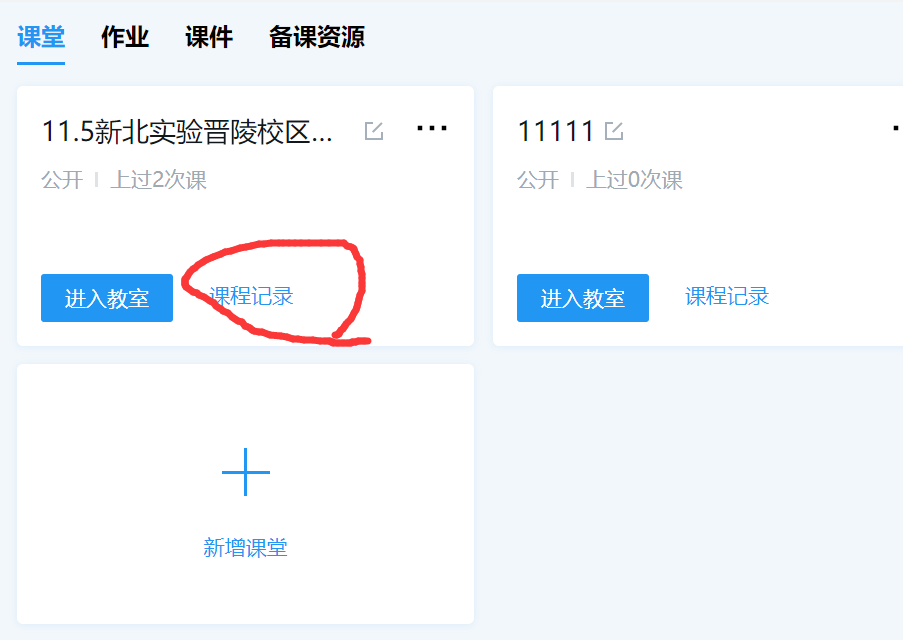 课堂 作业 课件 备课资源
11.5新北实验晋陵校区... 
公开 | 上过2次课
进入教室 课程记录
11111
公开 | 上过0次课
进入教室 课程记录
新增课堂